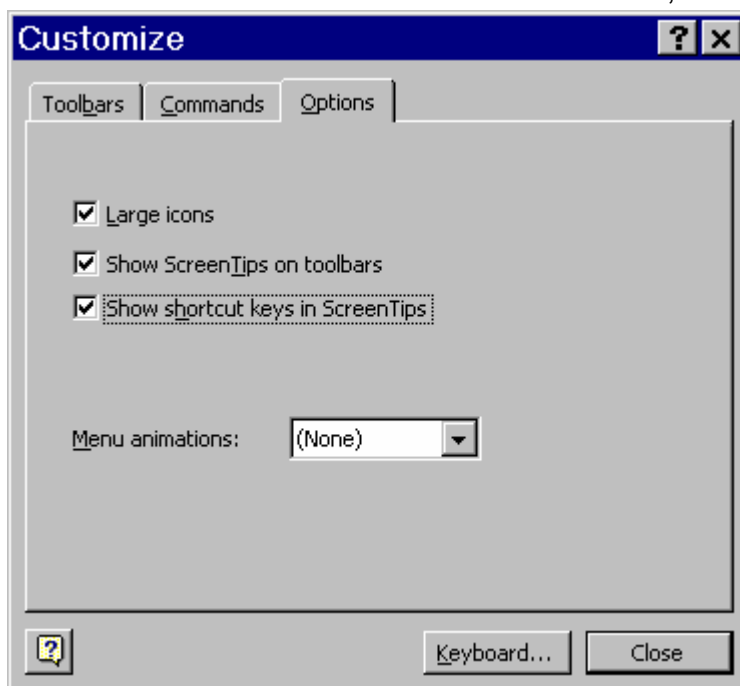 Customize
Toolbars Commands Options
Large icons
Show ScreenTips on toolbars
Show shortcut keys in ScreenTips
Menu animations: (None)
Keyboard... Close